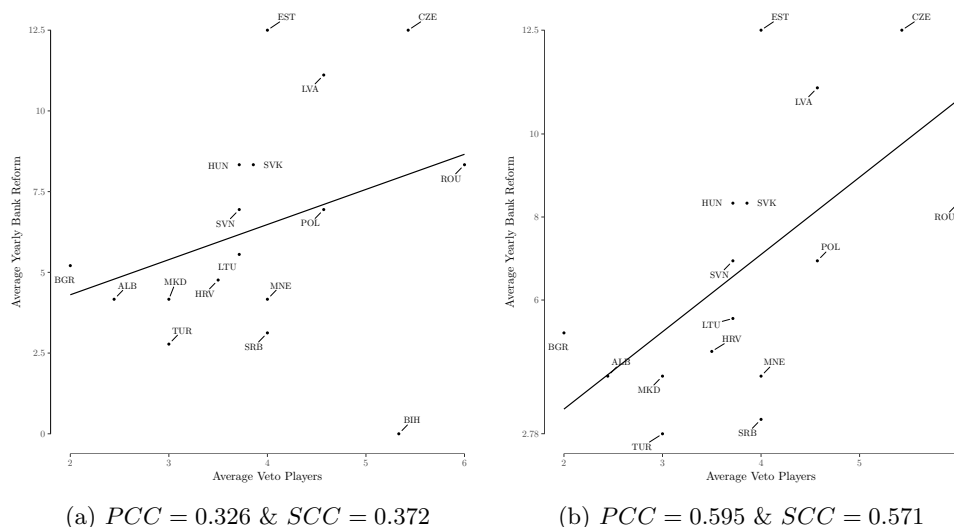 EST
CZE
LVA
HUN
SVK
ROU
SVN
POL
LTU
BGR
ALB
MKD
HRV
MNE
TUR
SRB
BIH
12.5
10
7.5
5
2.5
0
2
3
4
5
6
Average Yearly Bank Reform
Average Veto Players
(a) PCC = 0.326 & SCC = 0.372
EST
CZE
LVA
HUN
SVK
ROU
SVN
POL
LTU
HRV
BGR
ALB
MKD
MNE
SRB
TUR
12.5
10
8
6
2.78
2
3
4
5
Average Yearly Bank Reform
Average Veto Players
(b) PCC = 0.595 & SCC = 0.571